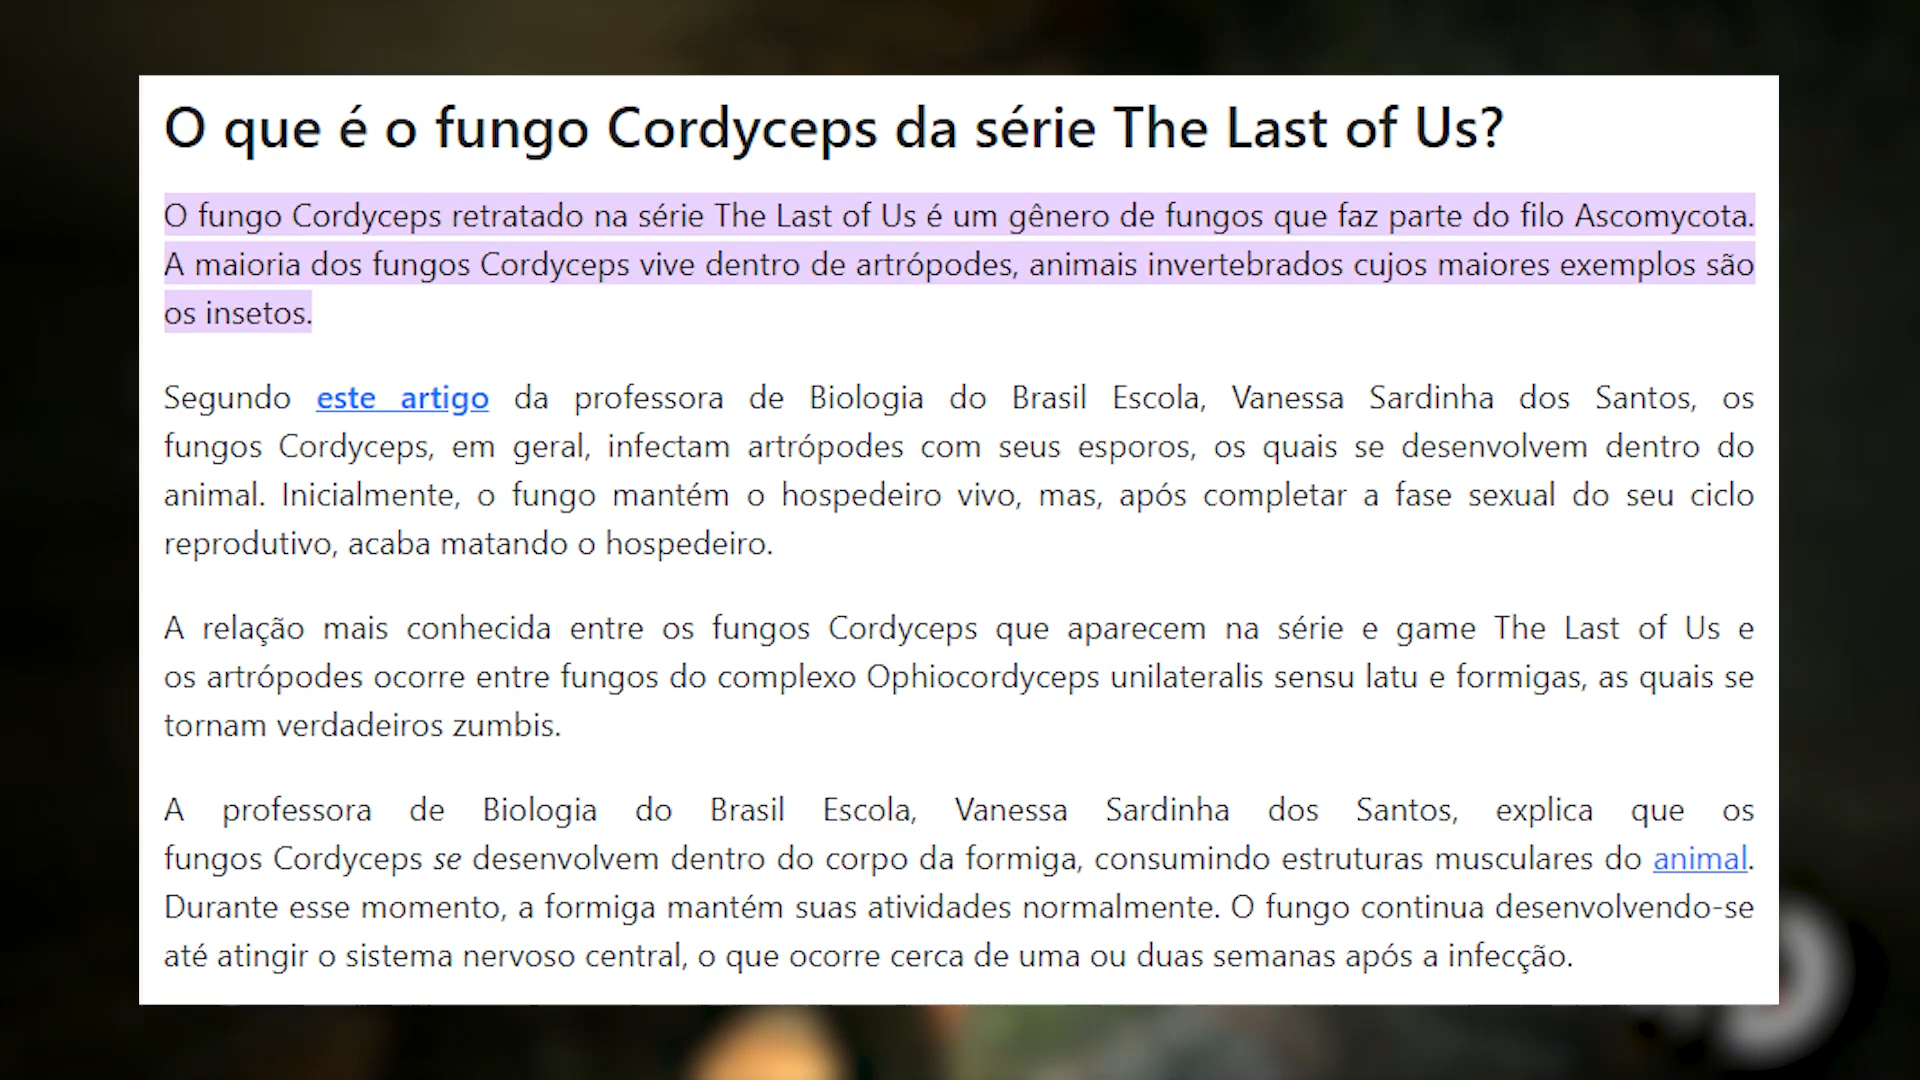 O que é o fungo Cordyceps da série The Last of Us?
O fungo Cordyceps retratado na série The Last of Us é um gênero de fungos que faz parte do filo Ascomycota.
A maioria dos fungos Cordyceps vive dentro de artrópodes, animais invertebrados cujos maiores exemplos são
os insetos.
Segundo este artigo da professora de Biologia do Brasil Escola, Vanessa Sardinha dos Santos, os
fungos Cordyceps, em geral, infectam artrópodes com seus esporos, os quais se desenvolvem dentro do
animal. Inicialmente, o fungo mantém o hospedeiro vivo, mas, após completar a fase sexual do seu ciclo
reprodutivo, acaba matando o hospedeiro.
A relação mais conhecida entre os fungos Cordyceps que aparecem na série e game The Last of Us e
os artrópodes ocorre entre fungos do complexo Ophiocordyceps unilateralis sensu latu e formigas, as quais se
tornam verdadeiros zumbis.
A professora de Biologia do Brasil Escola, Vanessa Sardinha dos Santos, explica que os
fungos Cordyceps se desenvolvem dentro do corpo da formiga, consumindo estruturas musculares do animal.
Durante esse momento, a formiga mantém suas atividades normalmente. O fungo continua desenvolvendo-se
até atingir o sistema nervoso central, o que ocorre cerca de uma ou duas semanas após a infecção.